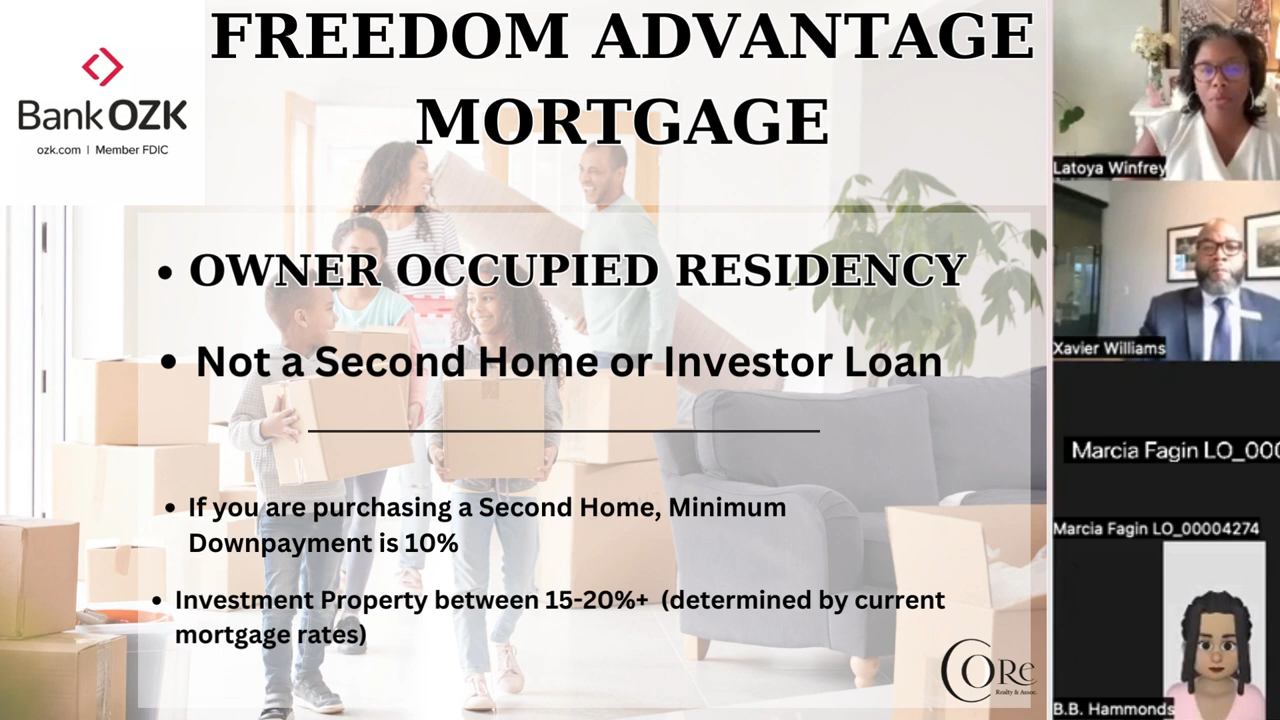 FREEDOM ADVANTAGE
MORTGAGE
BankOZK
ozk.com | Member FDIC
• OWNER OCCUPIED RESIDENCY
• Not a Second Home or Investor Loan
• If you are purchasing a Second Home, Minimum
Downpayment is 10%
• Investment Property between 15-20%+ (determined by current
mortgage rates)
CORe
Realty & Assoc.
Latoya Winfrey
Xavier Williams
Marcia Fagin LO_000
Marcia Fagin LO_00004274
B.B. Hammonds